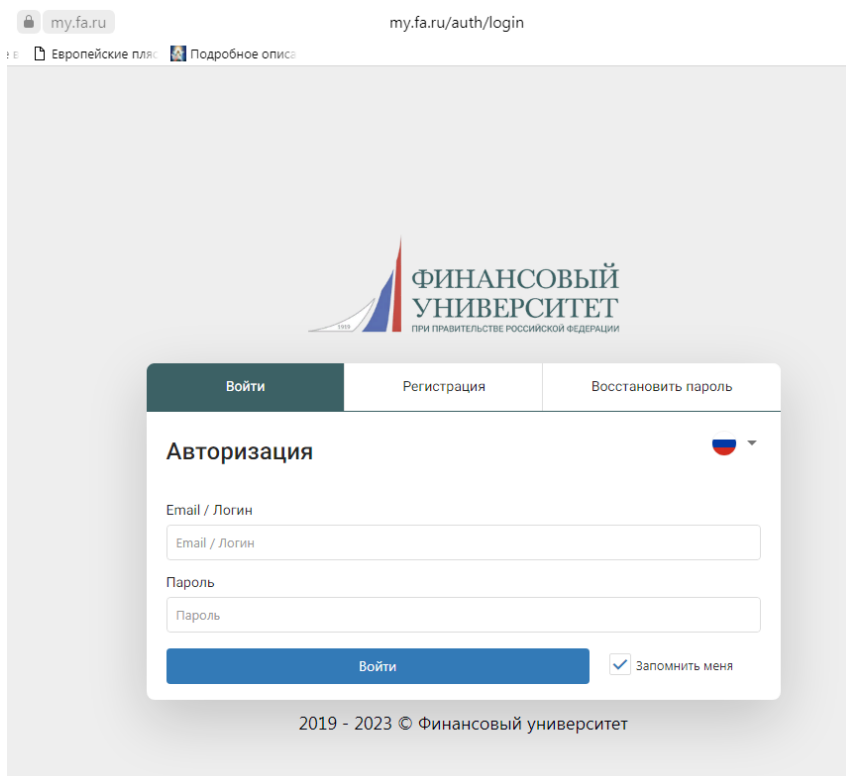 my.fa.ru my.fa.ru/auth/login
в Европейские пляс Подробное описа
ФИНАНСОВЫЙ
УНИВЕРСИТЕТ
1919
ПРИ ПРАВИТЕЛЬСТВЕ РОССИЙСКОЙ ФЕДЕРАЦИИ
Войти Регистрация Восстановить пароль
Авторизация
Email / Логин
Email / Логин
Пароль
Пароль
Войти Запомнить меня
2019 - 2023 © Финансовый университет